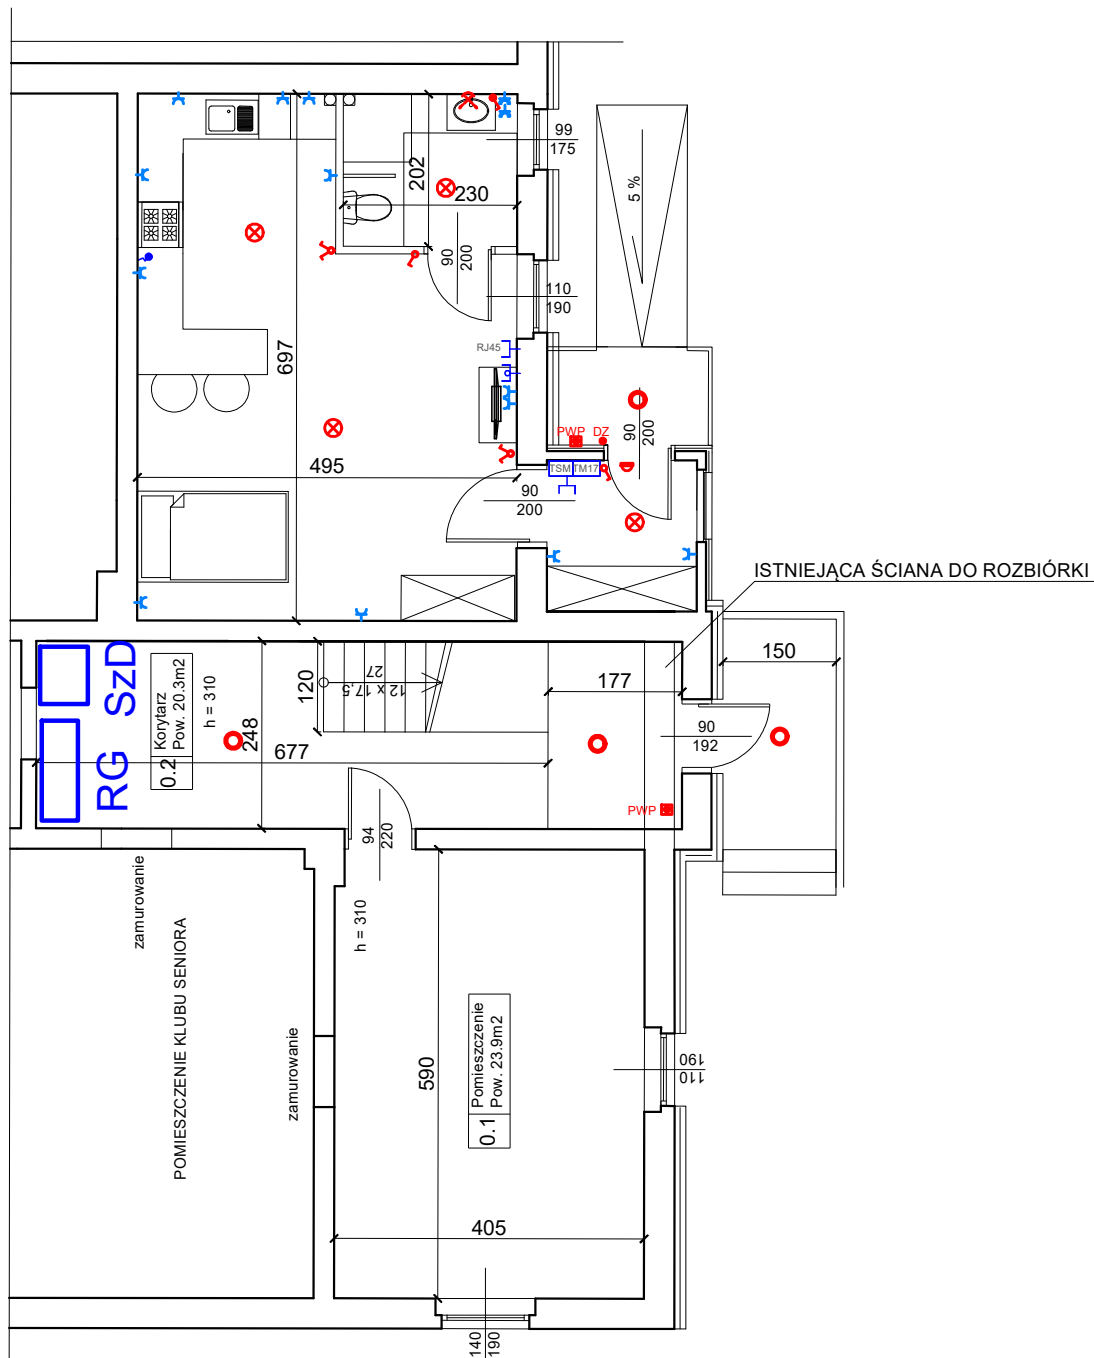 99
175
5 %
202
230
90
200
110
190
RJ45
697
PWP
DZ
90
200
495
TSM
TM17
90
200
ISTNIEJĄCA ŚCIANA DO ROZBIÓRKI
SzD
RG
0.2
Korytarz
Pow. 20.3m2
h = 310
248
120
12 x 17,5
27
177
150
677
90
192
PWP
94
220
zamurowanie
h = 310
POMIESZCZENIE KLUBU SENIORA
zamurowanie
590
0.1
Pomieszczenie
Pow. 23.9m2
110
190
405
140
190